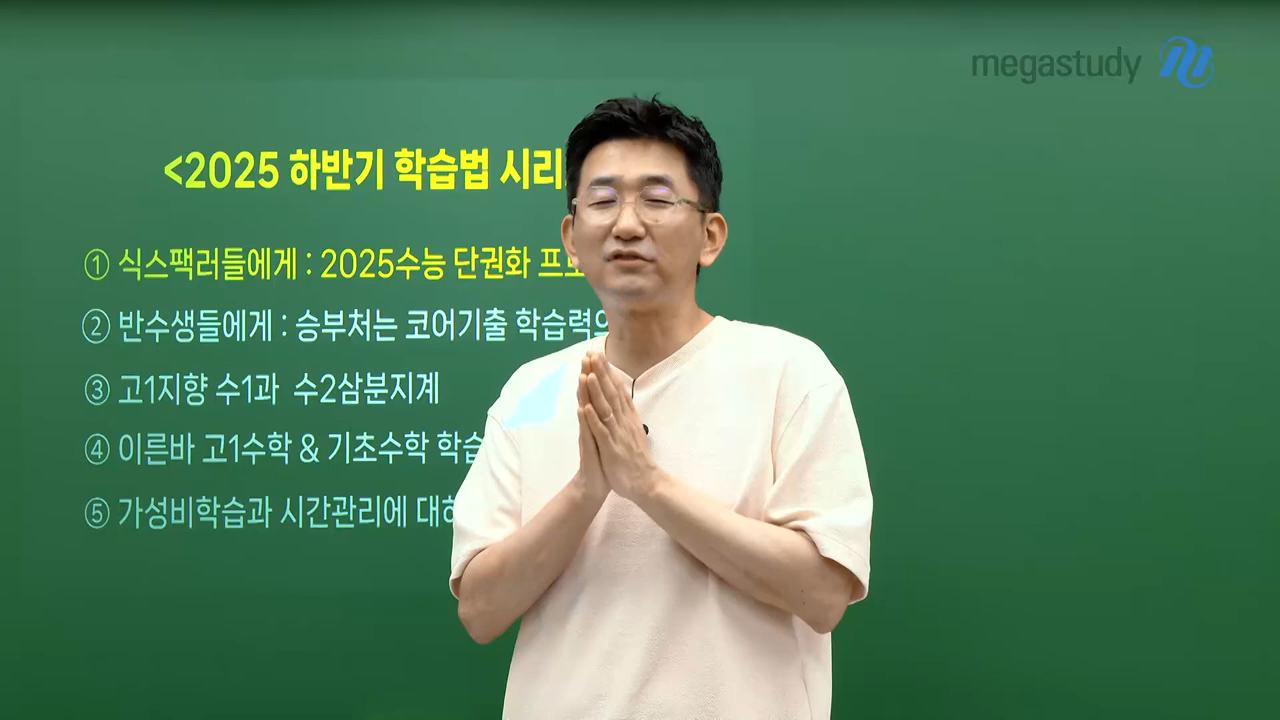 megastudy
<2025 하반기 학습법 시리
① 식스팩러들에게 : 2025수능 단권화
② 반수생들에게 : 승부처는 코어기출 학습력
③ 고1지향 수1과 수2삼분지계
④ 이른바 고1수학 & 기초수학 학습
⑤ 가성비학습과 시간관리에